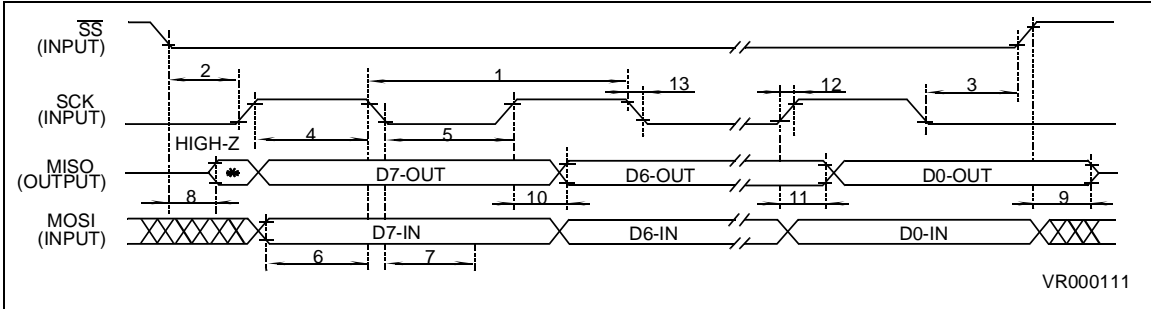 SS
(INPUT)
2
1
13
12
3
SCK
(INPUT)
4
5
HIGH-Z
MISO
(OUTPUT)
**
D7-OUT
D6-OUT
D0-OUT
8
10
11
9
MOSI
(INPUT)
D7-IN
D6-IN
D0-IN
6
7
VR000111